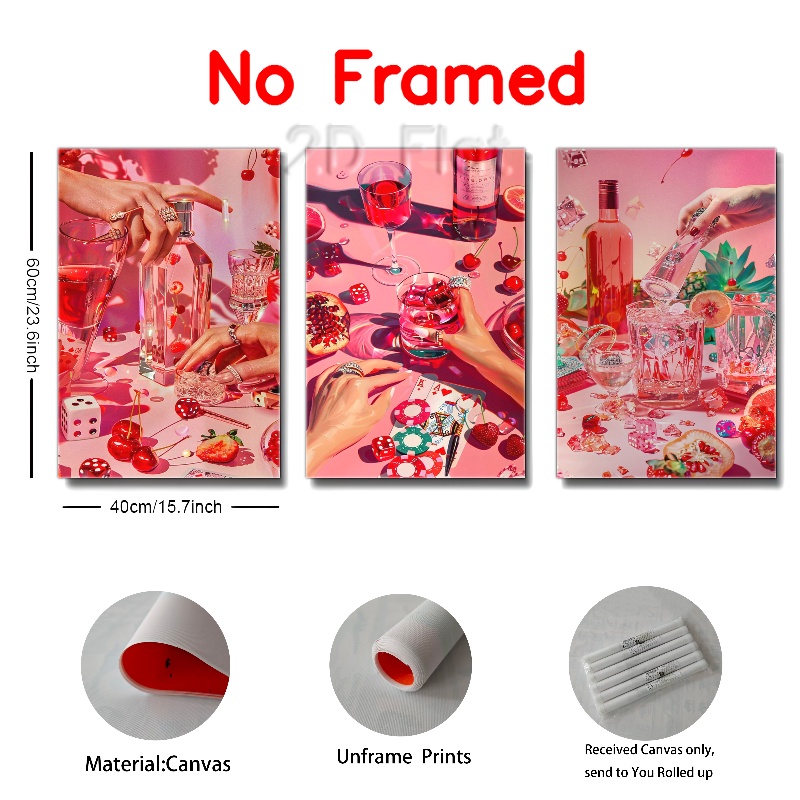 No Framed
2D Flat
60cm/23.6inch
40cm/15.7inch
Material:Canvas
Unframe Prints
Received Canvas only,
send to You Rolled up